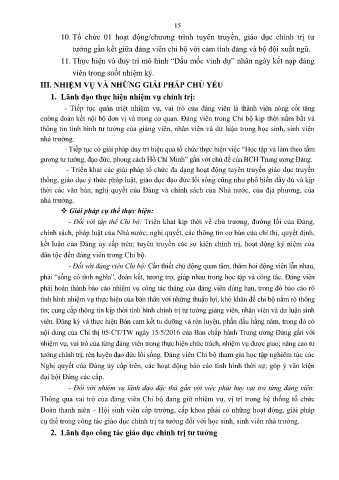 15
10. Tổ chức 01 hoạt động/chương trình tuyên truyền, giáo dục chính trị tư
tưởng gắn kết giữa đảng viên chi bộ với cảm tình đảng và bộ đội xuất ngũ.
11. Thực hiện và duy trì mô hình “Dấu mốc vinh dự” nhân ngày kết nạp đảng
viên trong suốt nhiệm kỳ.
III. NHIỆM VỤ VÀ NHỮNG GIẢI PHÁP CHỦ YẾU
1. Lãnh đạo thực hiện nhiệm vụ chính trị:
- Tiếp tục quán triệt nhiệm vụ, vai trò của đảng viên là thành viên nòng cốt tăng
cường đoàn kết nội bộ đơn vị và trong cơ quan. Đảng viên trong Chi bộ kịp thời nắm bắt và
thông tin tình hình tư tưởng của giảng viên, nhân viên và dư luận trong học sinh, sinh viên
nhà trường.
- Tiếp tục có giải pháp duy trì hiệu quả tổ chức thực hiện việc “Học tập và làm theo tấm
gương tư tưởng, đạo đức, phong cách Hồ Chí Minh” gắn với chủ đề của BCH Trung ương Đảng.
- Triển khai các giải pháp tổ chức đa dạng hoạt động tuyên truyền giáo dục truyền
thống, giáo dục ý thức pháp luật, giáo dục đạo đức lối sống cũng như phổ biến đầy đủ và kịp
thời các văn bản, nghị quyết của Đảng và chính sách của Nhà nước, của địa phương, của
nhà trường.
❖ Giải pháp cụ thể thực hiện:
- Đối với tập thể Chi bộ: Triển khai kịp thời về chủ trương, đường lối của Đảng,
chính sách, pháp luật của Nhà nước; nghị quyết, các thông tin cơ bản của chỉ thị, quyết định,
kết luận của Đảng ủy cấp trên; tuyên truyền các sự kiện chính trị, hoạt động kỷ niệm của
dân tộc đến đảng viên trong Chi bộ.
- Đối với đảng viên Chi bộ: Cần thiết chủ động quan tâm, thăm hỏi động viên lẫn nhau,
phải “sống có tình nghĩa”, đoàn kết, tương trợ, giúp nhau trong học tập và công tác. Đảng viên
phải hoàn thành báo cáo nhiệm vụ công tác tháng của đảng viên đúng hạn, trong đó báo cáo rõ
tình hình nhiệm vụ thực hiện của bản thân với những thuận lợi, khó khăn để chi bộ nắm rõ thông
tin; cung cấp thông tin kịp thời tình hình chính trị tư tưởng giảng viên, nhân viên và dư luận sinh
viên. Đăng ký và thực hiện Bản cam kết tu dưỡng và rèn luyện, phấn đấu hằng năm, trong đó có
nội dung của Chỉ thị 05-CT/TW ngày 15/5/2016 của Ban chấp hành Trung ương Đảng gắn với
nhiệm vụ, vai trò của từng đảng viên trong thực hiện chức trách, nhiệm vụ được giao; nâng cao tư
tưởng chính trị, rèn luyện đạo đức lối sống. Đảng viên Chi bộ tham gia học tập nghiêm túc các
Nghị quyết của Đảng ủy cấp trên, các hoạt động báo cáo tình hình thời sự; góp ý văn kiện
đại hội Đảng các cấp.
- Đối với nhiệm vụ lãnh đạo đặc thù gắn với việc phát huy vai trò từng đảng viên:
Thông qua vai trò của đảng viên Chi bộ đang giữ nhiệm vụ, vị trí trong hệ thống tổ chức
Đoàn thanh niên – Hội sinh viên cấp trường, cấp khoa phải có những hoạt động, giải pháp
cụ thể trong công tác giáo dục chính trị tư tưởng đối với học sinh, sinh viên nhà trường.
2. Lãnh đạo công tác giáo dục chính trị tư tưởng